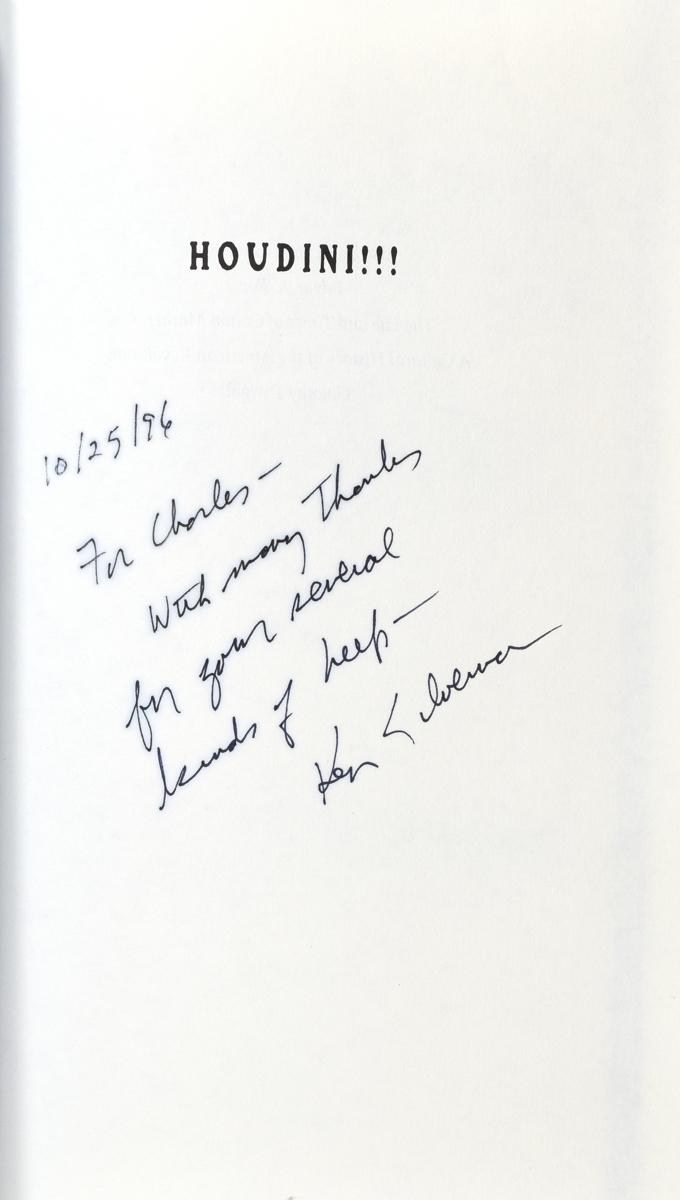 HOUDINI!!!
10/25/96
For Charles—
With many Thanks
for your several
kinds of help—
Ken Silverman